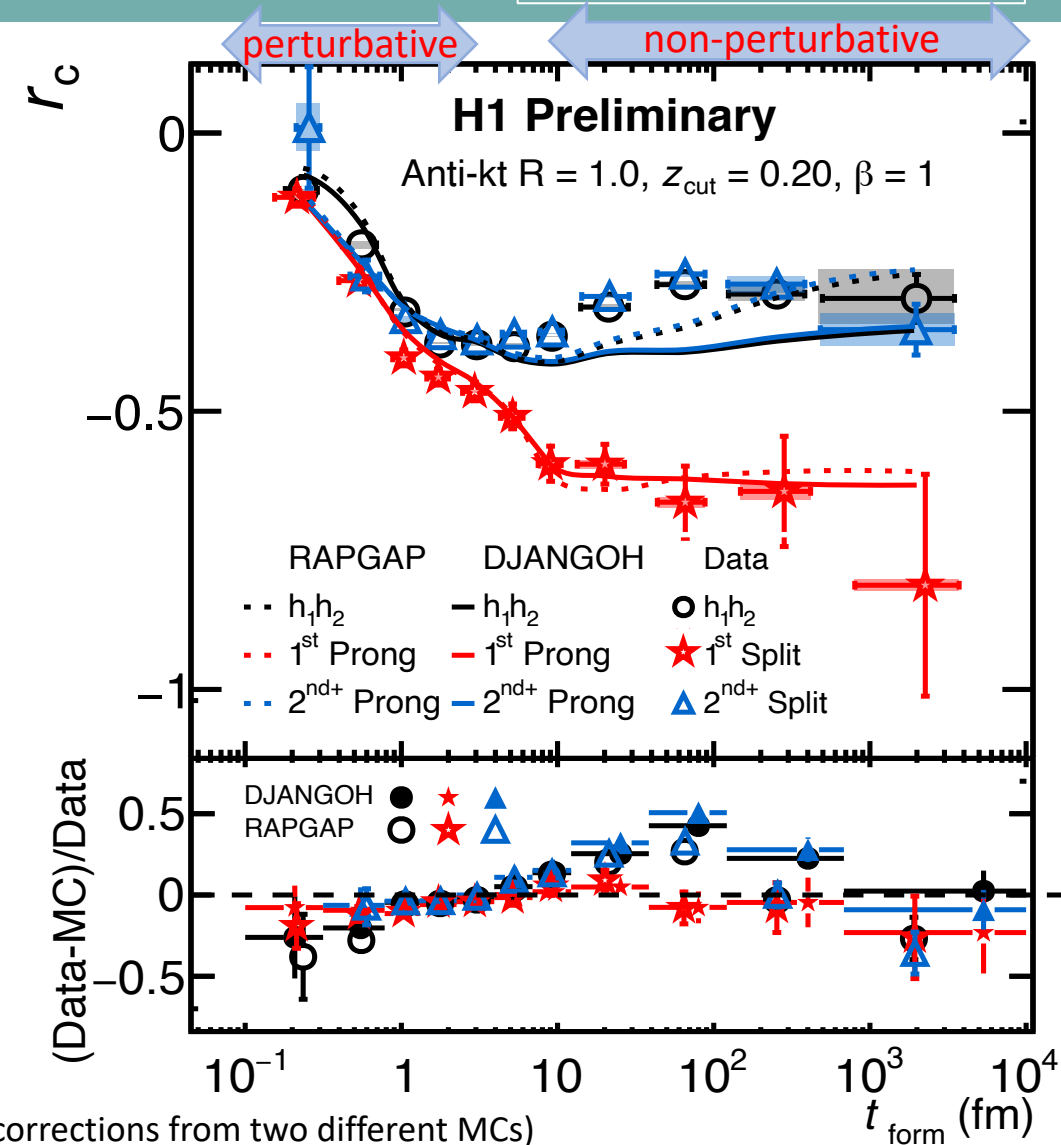 perturbative non-perturbative
r_c
H1 Preliminary
Anti-kt R = 1.0, z_cut = 0.20, β = 1
0
−0.5
−1
RAPGAP DJANGOH Data
h₁h₂ h₁h₂ h₁h₂
1st Prong 1st Prong 1st Split
2nd+ Prong 2nd+ Prong 2nd+ Split
(Data-MC)/Data
DJANGOH
RAPGAP
0.5
0
−0.5
10⁻¹ 1 10 10² 10³ 10⁴
t_form (fm)
corrections from two different MCs)